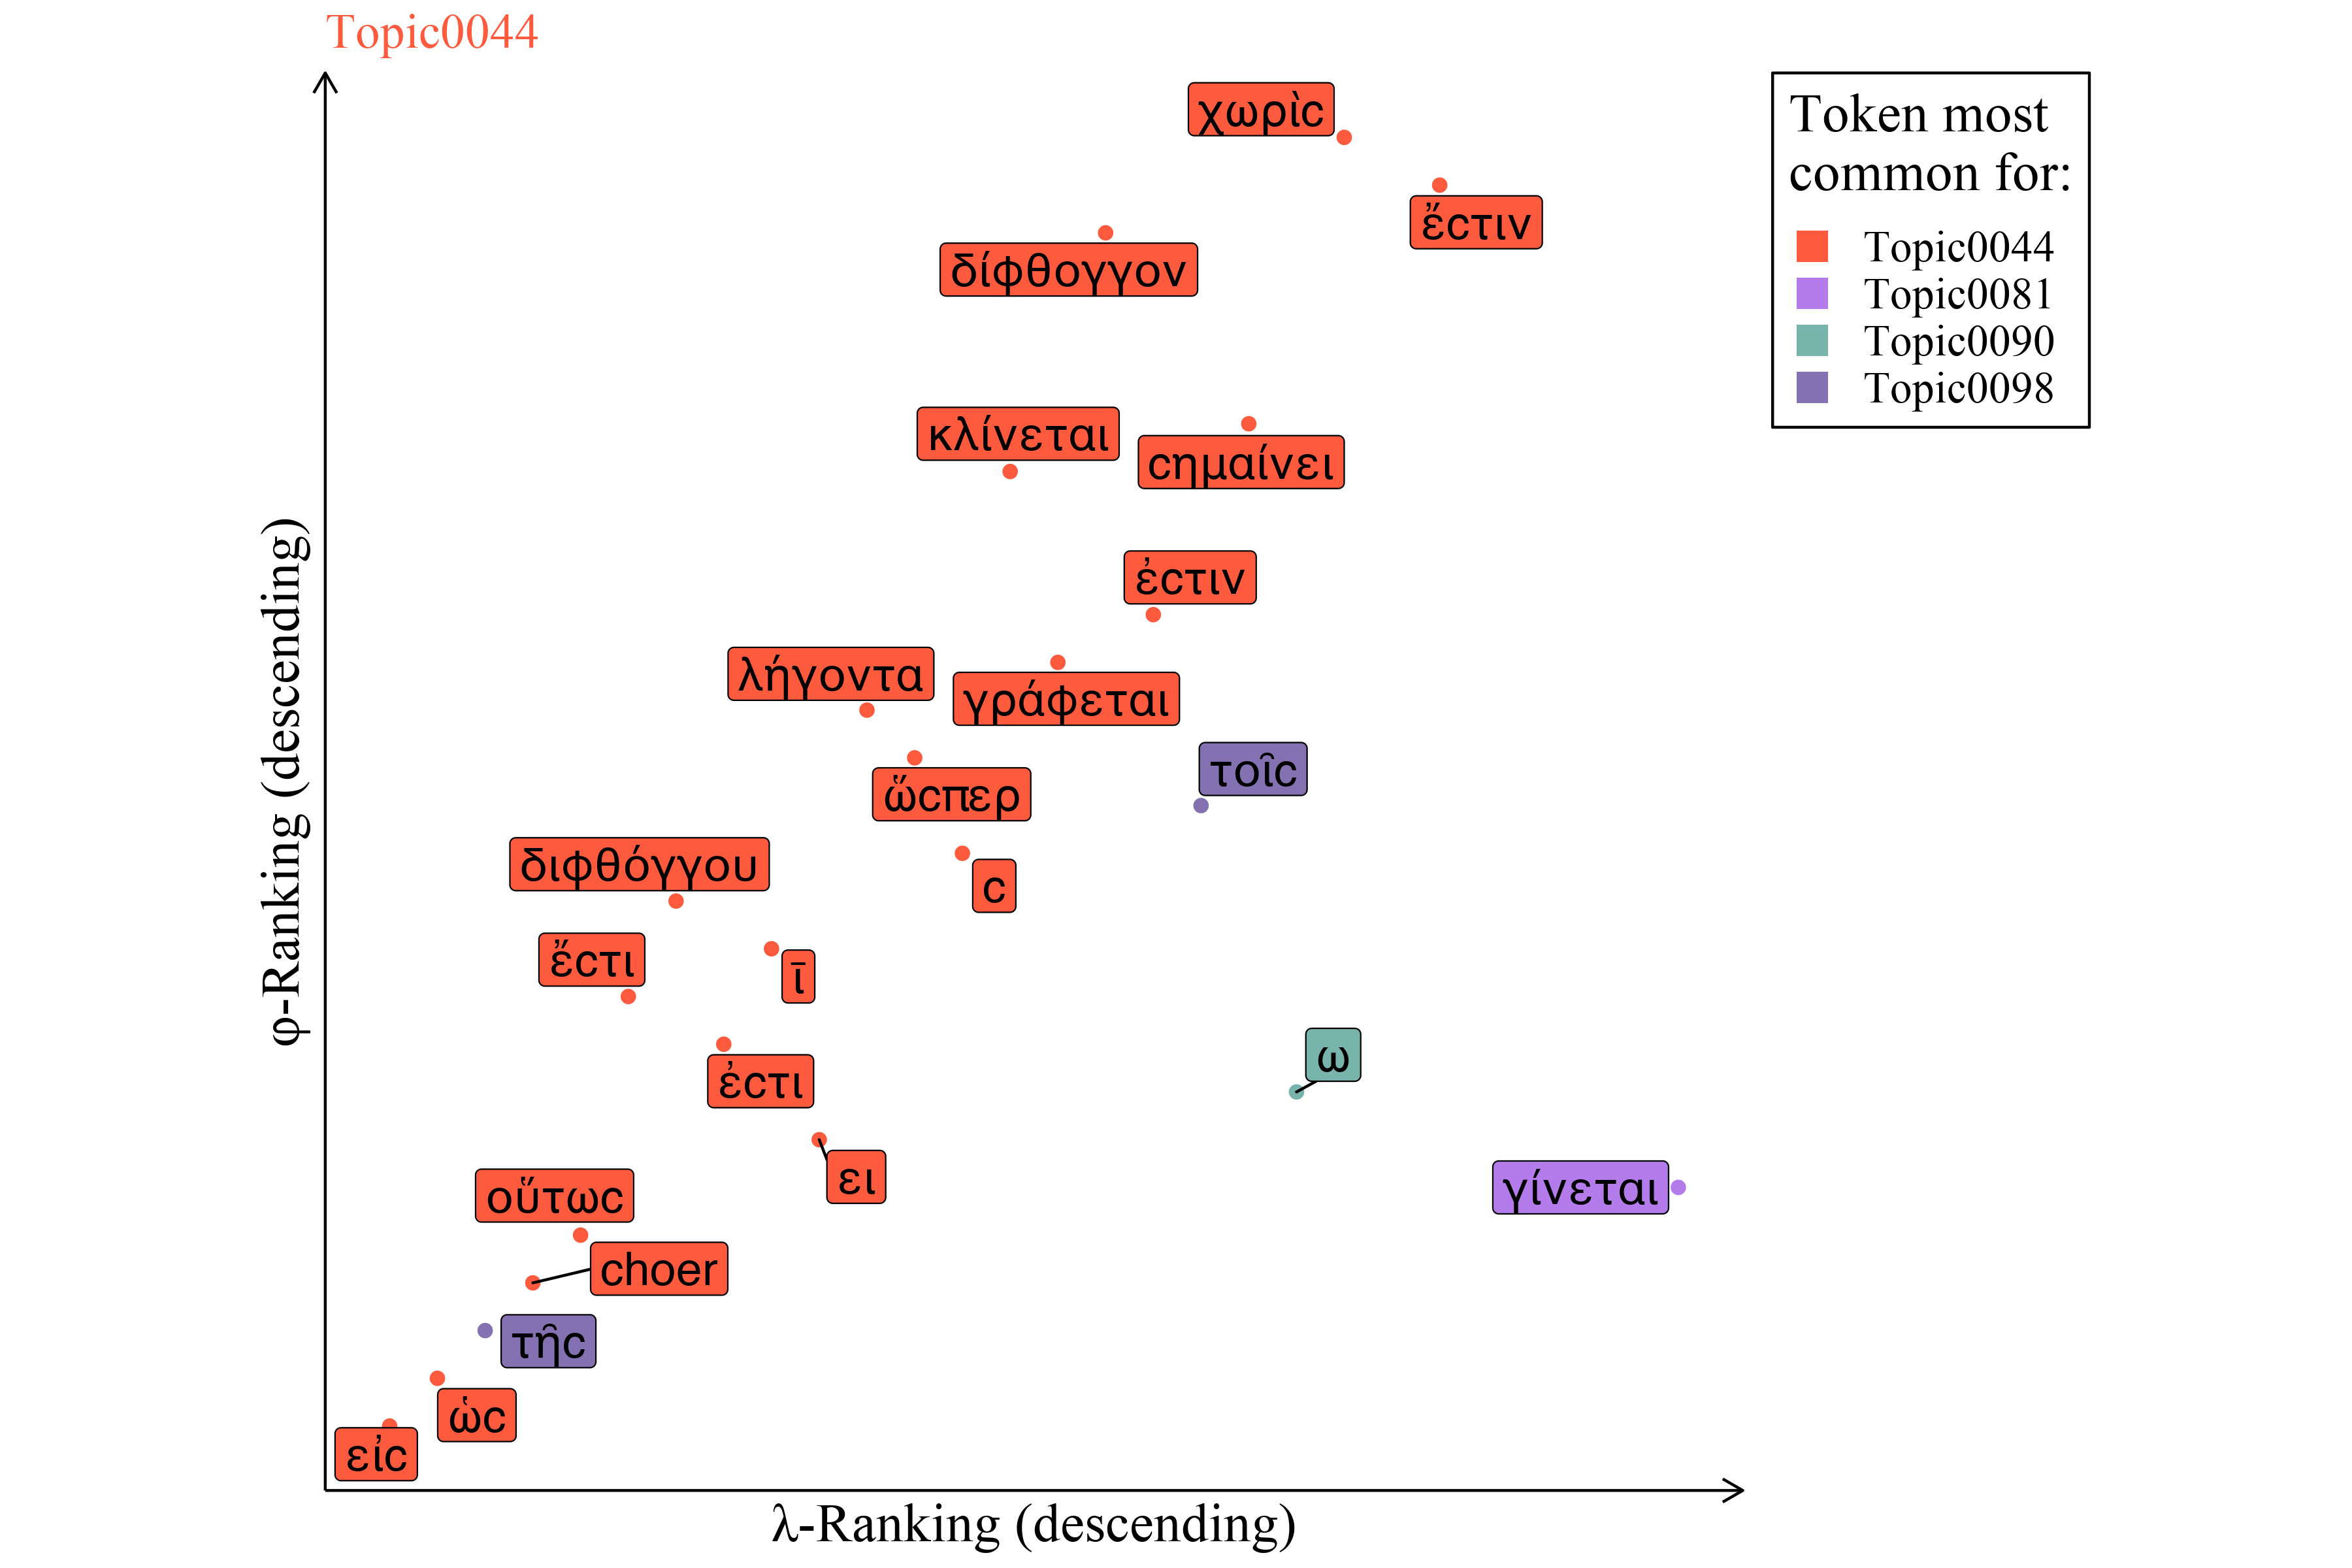 Topic0044
χωρὶϲ
ἔϲτιν
δίφθογγον
κλίνεται
ϲημαίνει
ἐϲτιν
λήγοντα
γράφεται
τοῖϲ
ὥϲπερ
διφθόγγου
ϲ
ἔϲτι
ῑ
ω
ἐϲτι
ει
γίνεται
οὕτωϲ
choer
τῆϲ
ὡϲ
εἰϲ
φ-Ranking (descending)
λ-Ranking (descending)
Token most
common for:
Topic0044
Topic0081
Topic0090
Topic0098